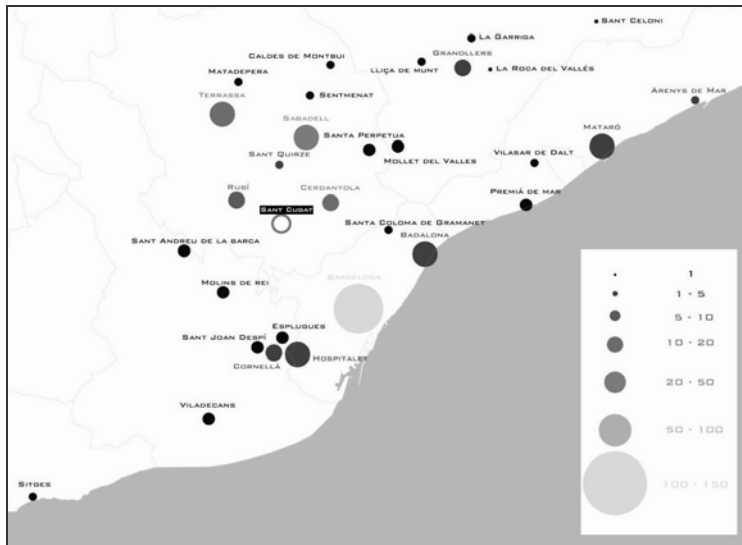 Sant Celoni
La Garriga
Caldes de Montbui
Granollers
Lliça de Munt
La Roca del Vallés
Matadepera
Arenys de Mar
Sentmenat
Terrassa
Sabadell
Santa Perpetua
Mataró
Mollet del Valles
Vilasar de Dalt
Sant Quirze
Rubí
Cerdanyola
Premiá de Mar
Sant Cugat
Santa Coloma de Gramanet
Badalona
Sant Andreu de la Barca
Barcelona
Molins de Rei
Esplugues
Sant Joan Despí
Hospitalet
Cornellà
Viladecans
Sitges
1
1 - 5
5 - 10
10 - 20
20 - 50
50 - 100
100 - 150